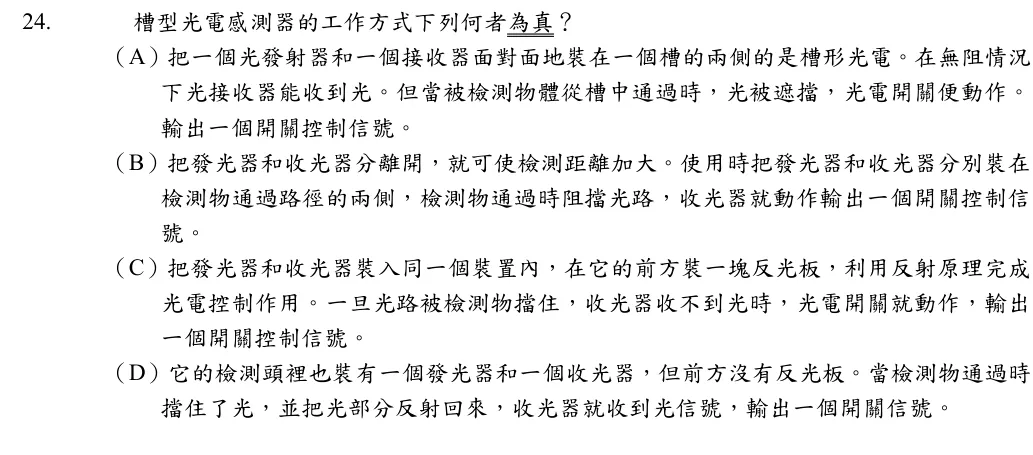 24. 槽型光電感測器的工作方式下列何者為真？
（A）把一個光發射器和一個接收器面對面地裝在一個槽的兩側的是槽形光電。在無阻情況
下光接收器能收到光。但當被檢測物體從槽中通過時，光被遮擋，光電開關便動作。
輸出一個開關控制信號。
（B）把發光器和收光器分離開，就可使檢測距離加大。使用時把發光器和收光器分別裝在
檢測物通過路徑的兩側，檢測物通過時阻擋光路，收光器就動作輸出一個開關控制信
號。
（C）把發光器和收光器裝入同一個裝置內，在它的前方裝一塊反光板，利用反射原理完成
光電控制作用。一旦光路被檢測物擋住，收光器收不到光時，光電開關就動作，輸出
一個開關控制信號。
（D）它的檢測頭裡也裝有一個發光器和一個收光器，但前方沒有反光板。當檢測物通過時
擋住了光，並把光部分反射回來，收光器就收到光信號，輸出一個開關信號。